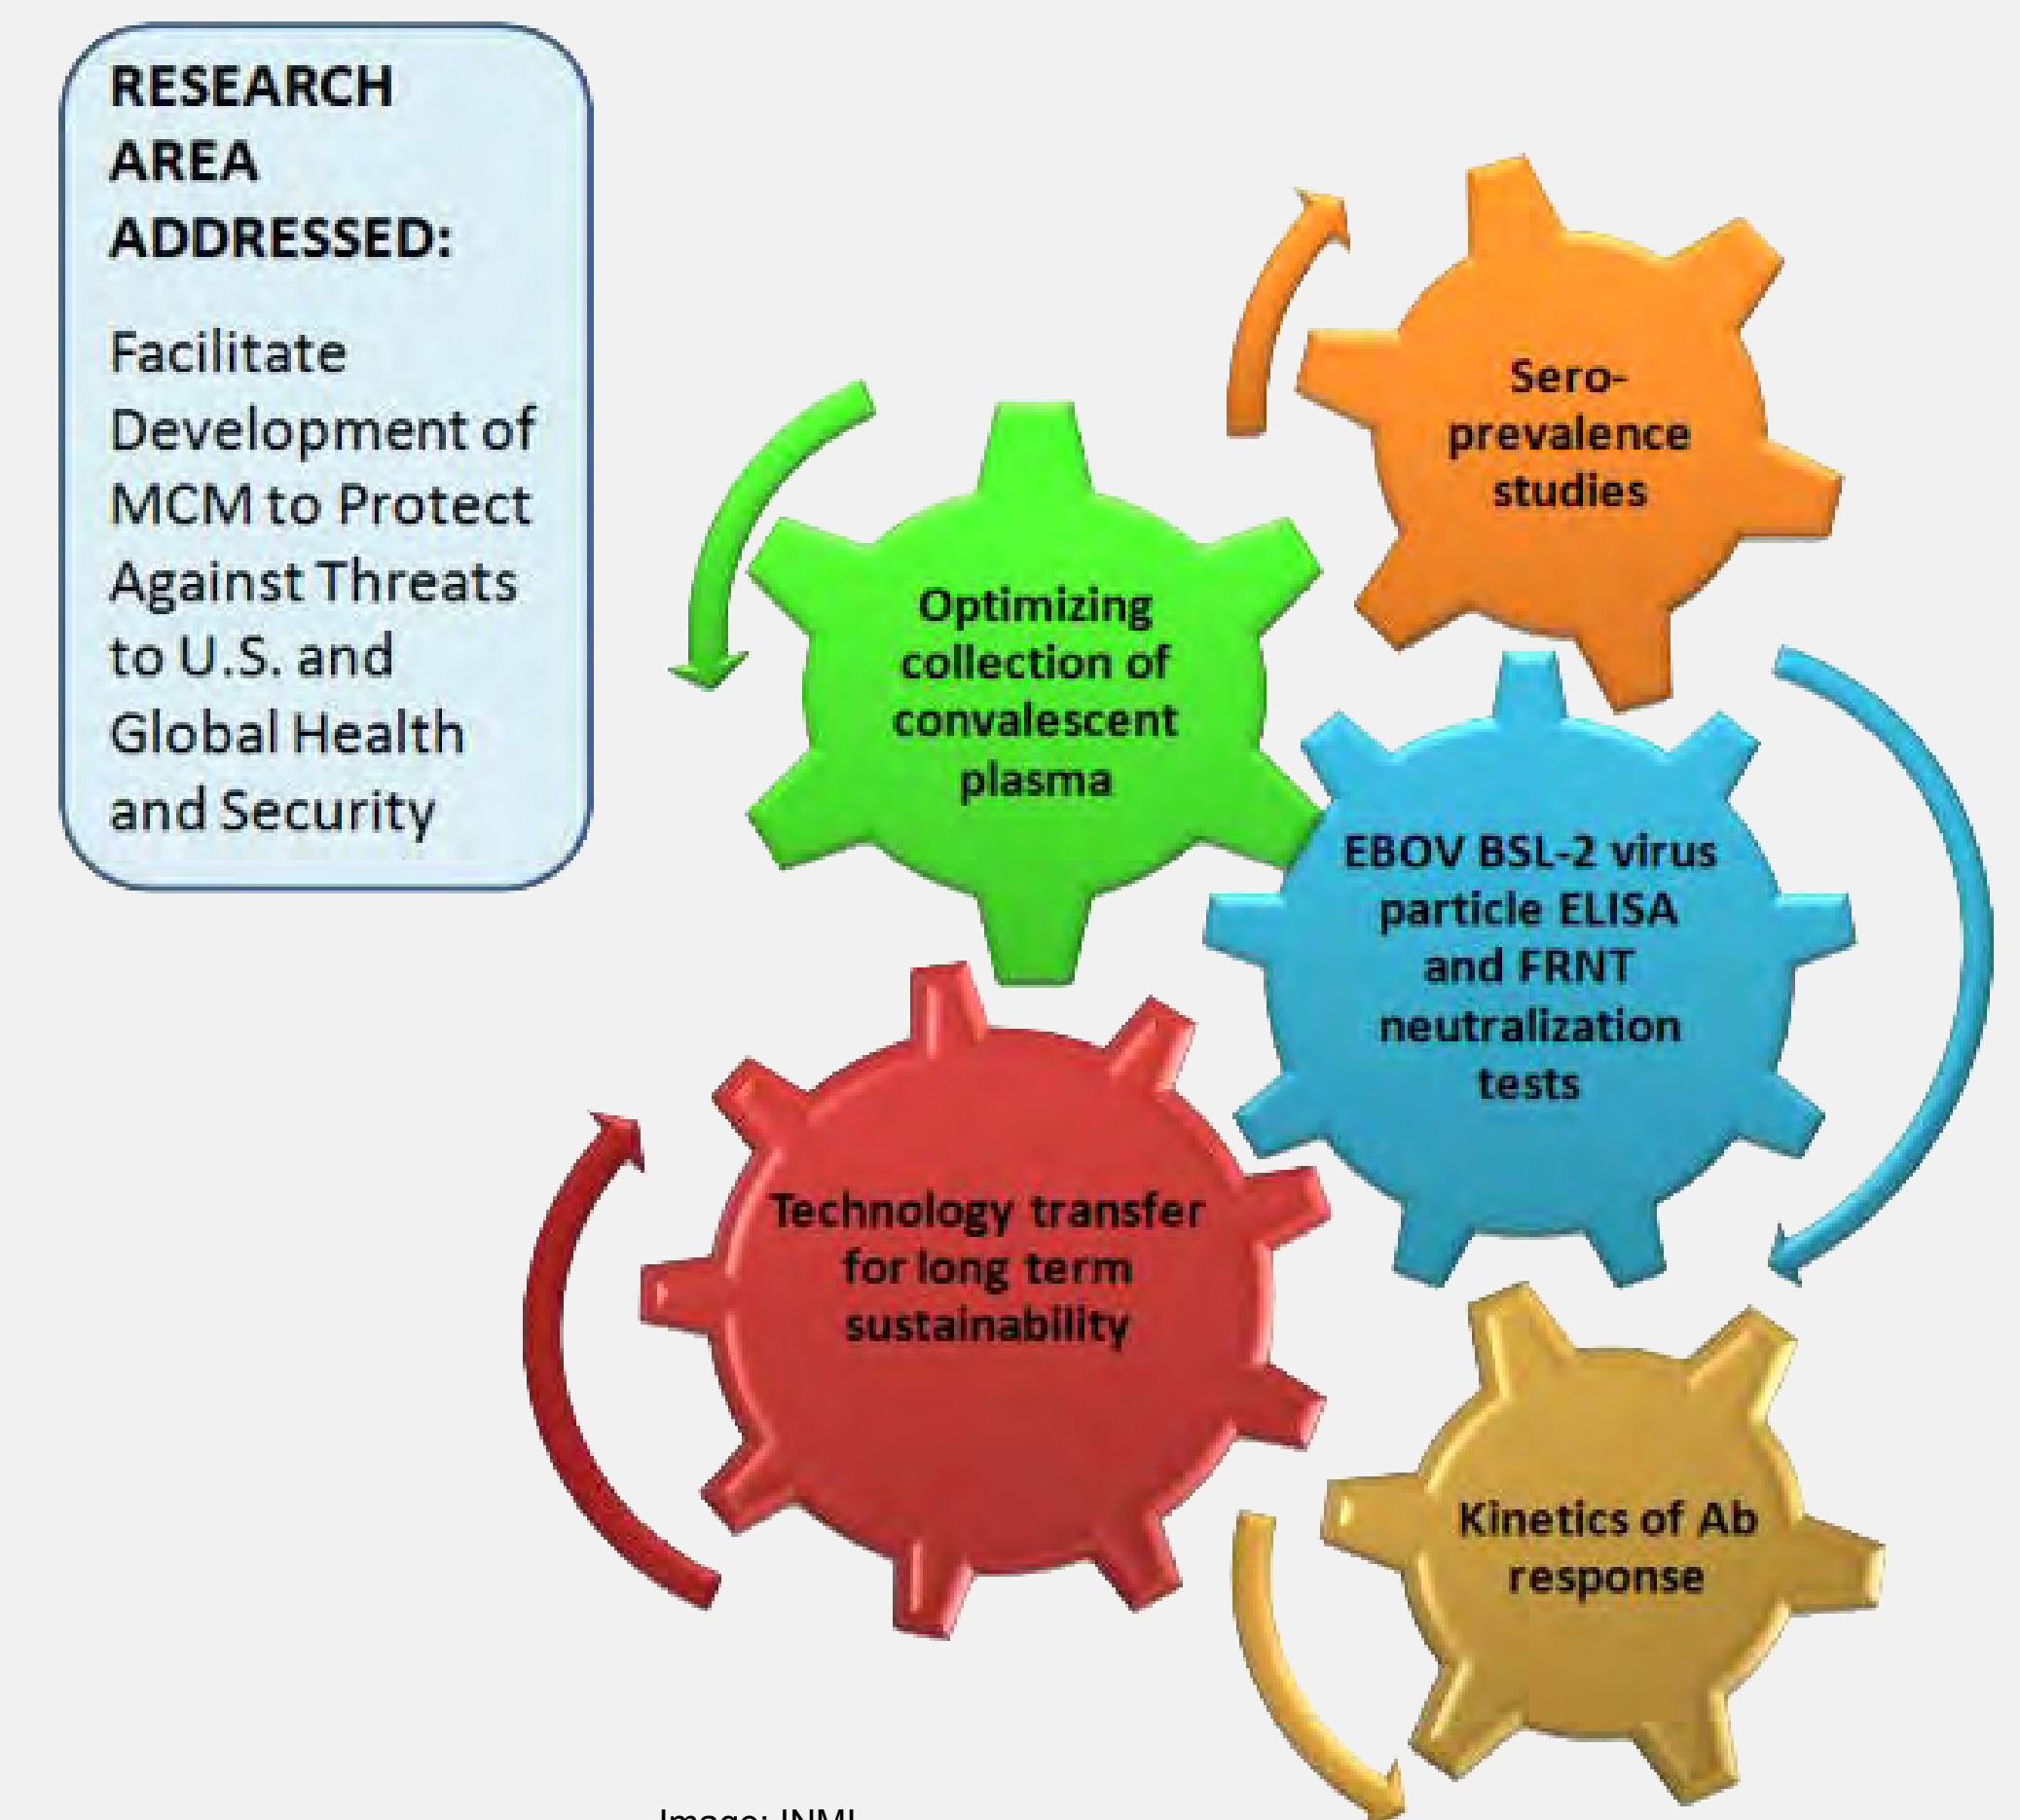 RESEARCH
AREA
ADDRESSED:
Facilitate
Development of
MCM to Protect
Against Threats
to U.S. and
Global Health
and Security
Sero-
prevalence
studies
Optimizing
collection of
convalescent
plasma
EBOV BSL-2 virus
particle ELISA
and FRNT
neutralization
tests
Technology transfer
for long term
sustainability
Kinetics of Ab
response
Image: INMI